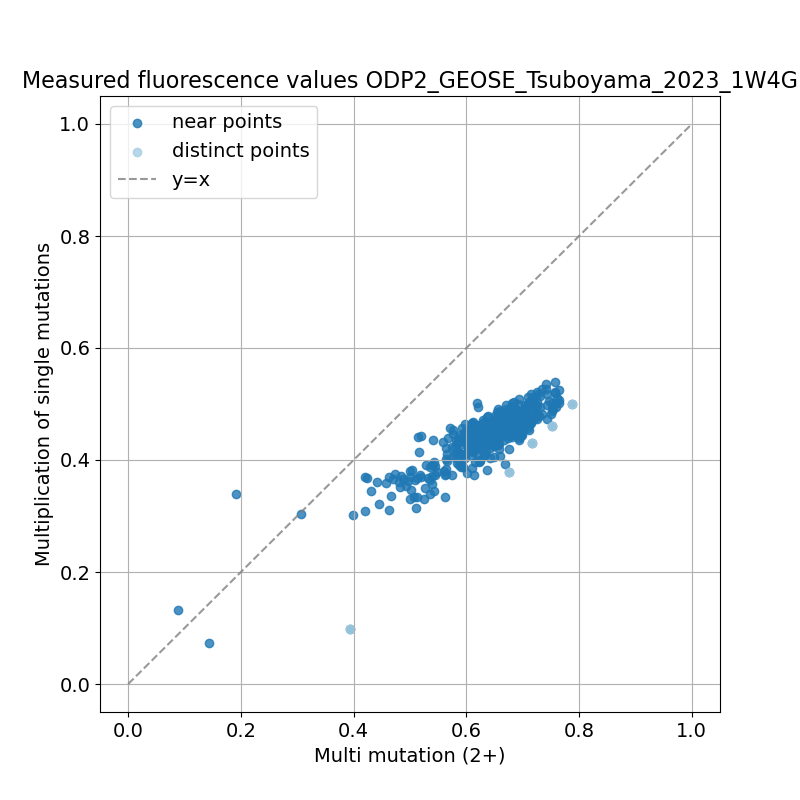 Measured fluorescence values ODP2_GEOSE_Tsuboyama_2023_1W4G
near points
distinct points
y=x
1.0
0.8
0.6
0.4
0.2
0.0
Multiplication of single mutations
0.0 0.2 0.4 0.6 0.8 1.0
Multi mutation (2+)